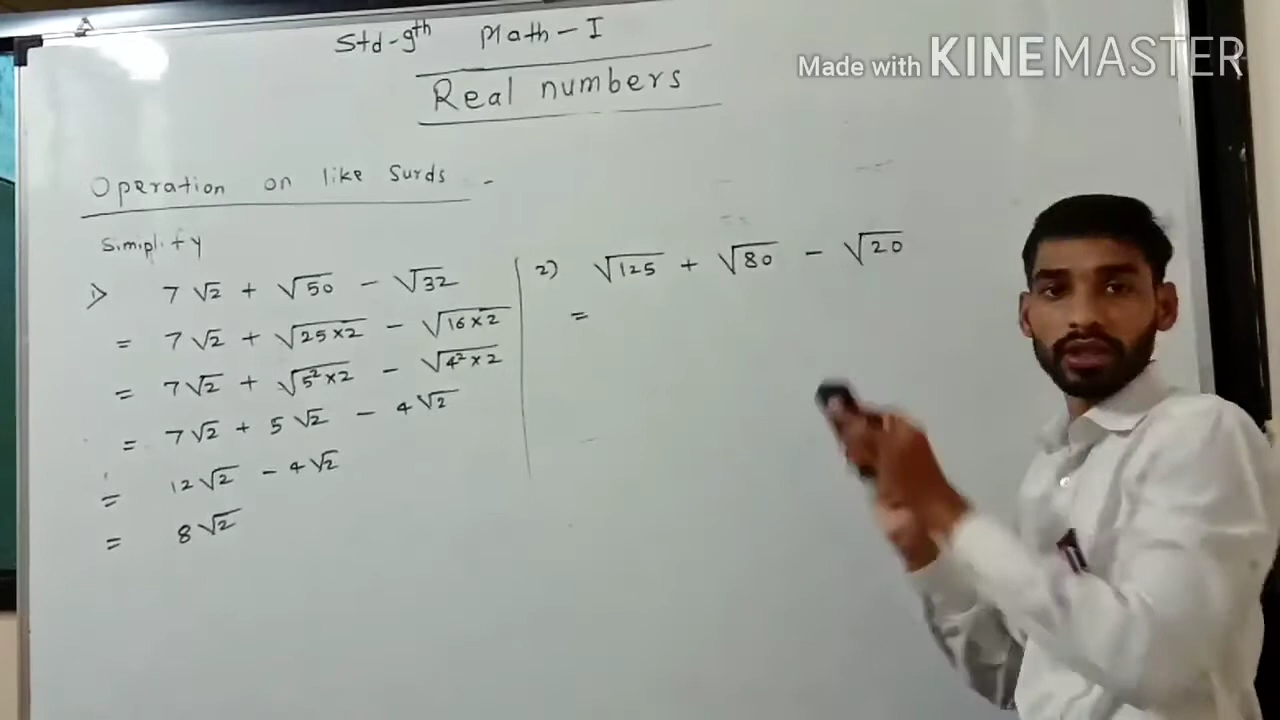 Std-9th Math-I
Made with KINEMASTER
Real numbers
Operation on like Surds -
Simplify
1) 7√2 + √50 - √32
= 7√2 + √25×2 - √16×2
= 7√2 + √5²×2 - √4²×2
= 7√2 + 5√2 - 4√2
= 12√2 - 4√2
= 8√2
2) √125 + √80 - √20
=